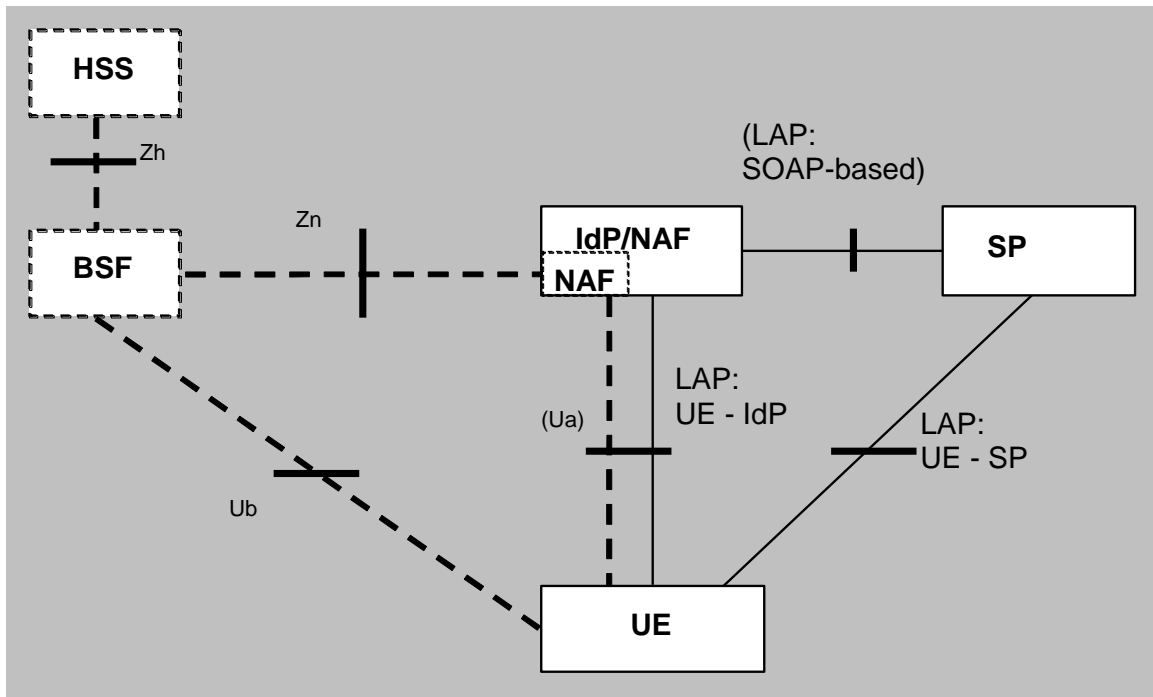 HSS
Zh
(LAP:
SOAP-based)
Zn
IdP/NAF
SP
BSF
NAF
LAP:
UE - IdP
(Ua)
LAP:
UE - SP
Ub
UE